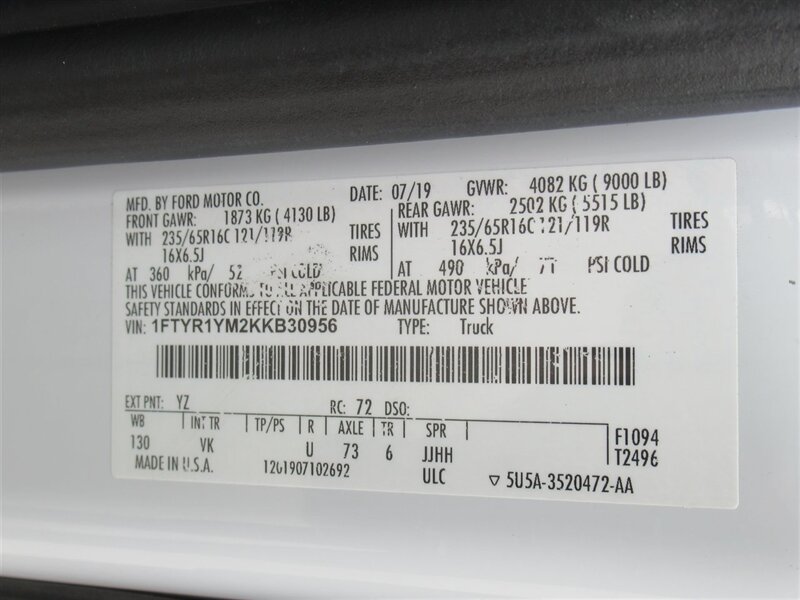 MFD. BY FORD MOTOR CO. DATE: 07/19 GVWR: 4082 KG ( 9000 LB)
FRONT GAWR: 1873 KG ( 4130 LB) REAR GAWR: 2502 KG ( 5515 LB)
WITH 235/65R16C 121/119R TIRES WITH 235/65R16C 121/119R TIRES
16X6.5J RIMS 16X6.5J RIMS
AT 360 kPa/ 52 PSI COLD AT 490 kPa/ 71 PSI COLD
THIS VEHICLE CONFORMS TO ALL APPLICABLE FEDERAL MOTOR VEHICLE
SAFETY STANDARDS IN EFFECT ON THE DATE OF MANUFACTURE SHOWN ABOVE.
VIN: 1FTYR1YM2KKB30956 TYPE: Truck
EXT PNT: YZ RC: 72 DSO:
WB INT TR TP/PS R AXLE TR SPR F1094
130 VK U 73 6 JJHH T2496
MADE IN U.S.A. 1201907102692 ULC ▽ 5U5A-3520472-AA